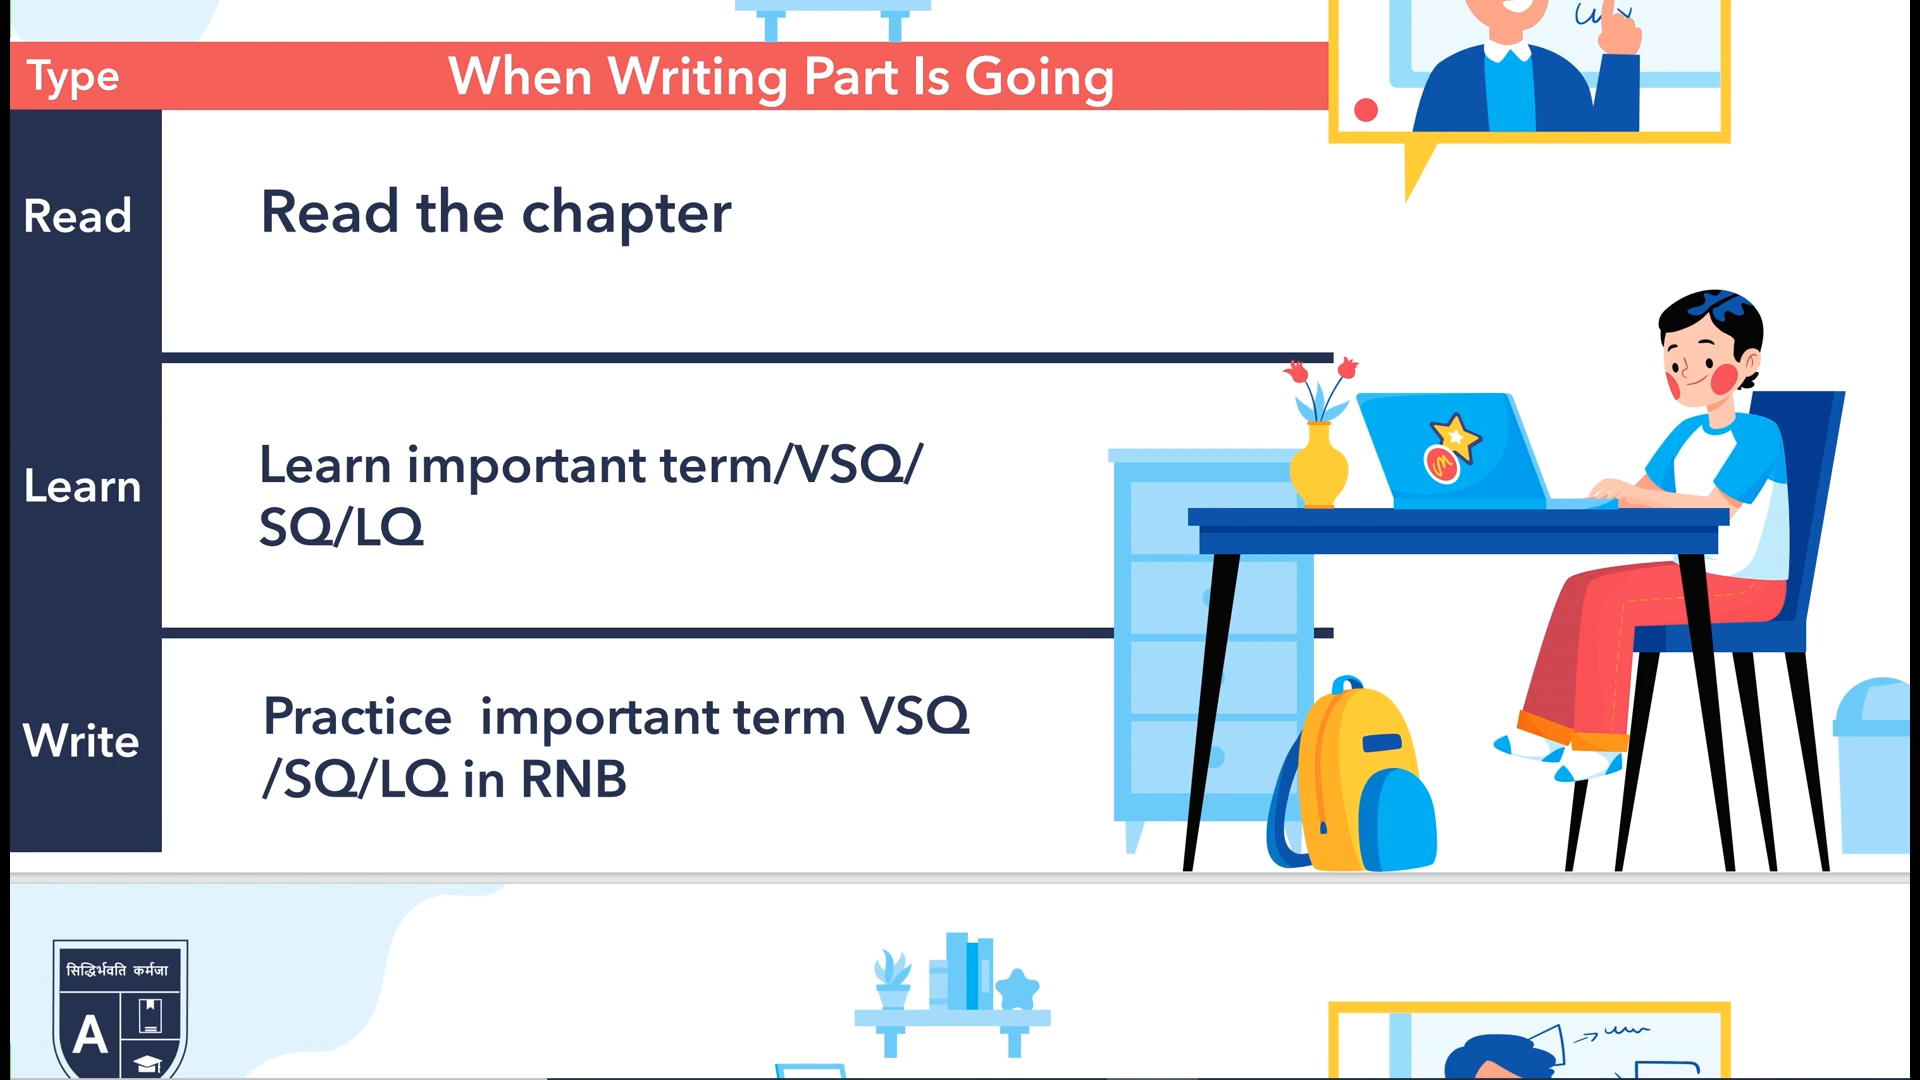 Type
When Writing Part Is Going
Read
Read the chapter
Learn
Learn important term/VSQ/
SQ/LQ
Write
Practice  important term VSQ
/SQ/LQ in RNB
सिद्धिर्भवति कर्मजा
A